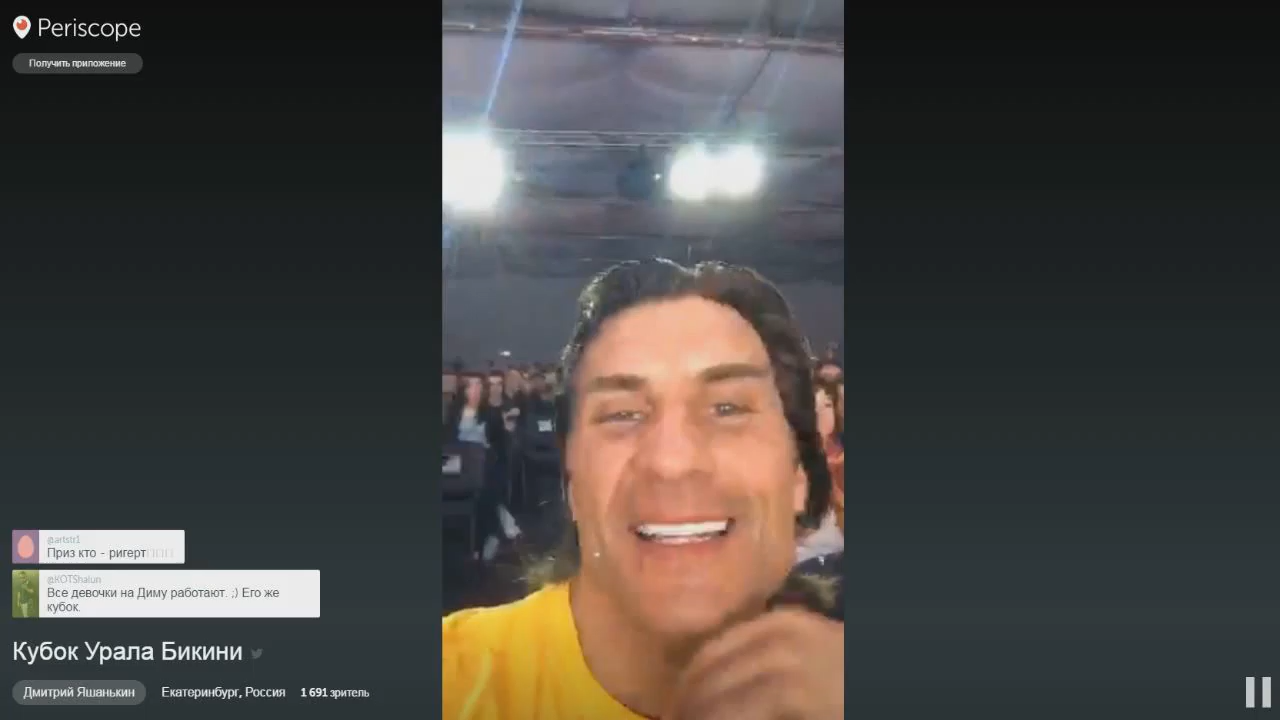 Periscope
Получить приложение
@artstr1
Приз кто - ригерт
@KOTShalun
Все девочки на Диму работают. ;) Его же
кубок.
Кубок Урала Бикини
Дмитрий Яшанькин Екатеринбург, Россия 1 691 зритель